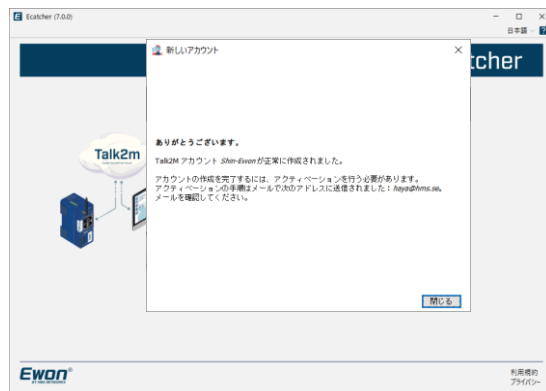 Ecatcher (7.0.0)
日本語
新しいアカウント
tcher
Talk2m
ありがとうございます。
Talk2M アカウント Shin-Ewonが正常に作成されました。
アカウントの作成を完了するには、アクティベーションを行う必要があります。
アクティベーションの手順はメールで次のアドレスに送信されました：haya@hms.se。
メールを確認してください。
閉じる
Ewon®
BY HMS NETWORKS
利用規約
プライバシー